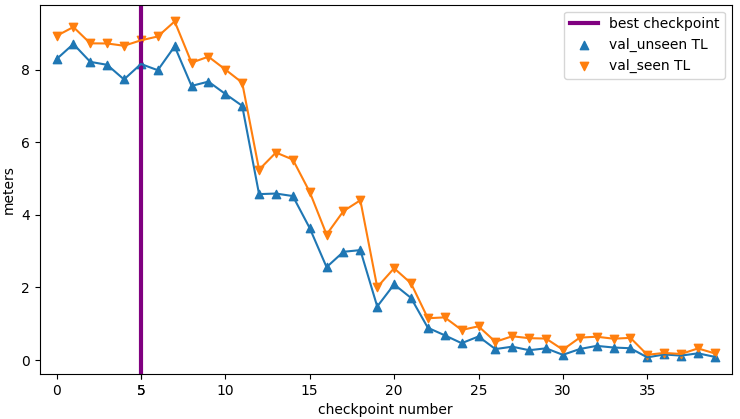 best checkpoint
val_unseen TL
val_seen TL
8
6
4
2
0
meters
0 5 10 15 20 25 30 35
checkpoint number